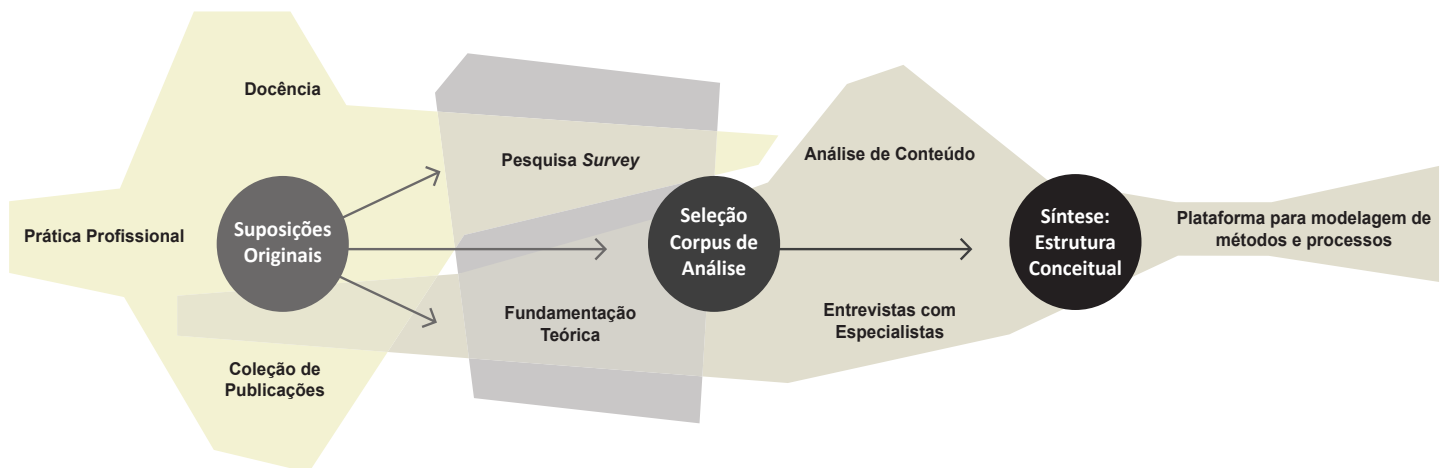 Docência
Prática Profissional
Suposições
Originais
Coleção de
Publicações
Pesquisa Survey
Fundamentação
Teórica
Seleção
Corpus de
Análise
Análise de Conteúdo
Entrevistas com
Especialistas
Síntese:
Estrutura
Conceitual
Plataforma para modelagem de
métodos e processos